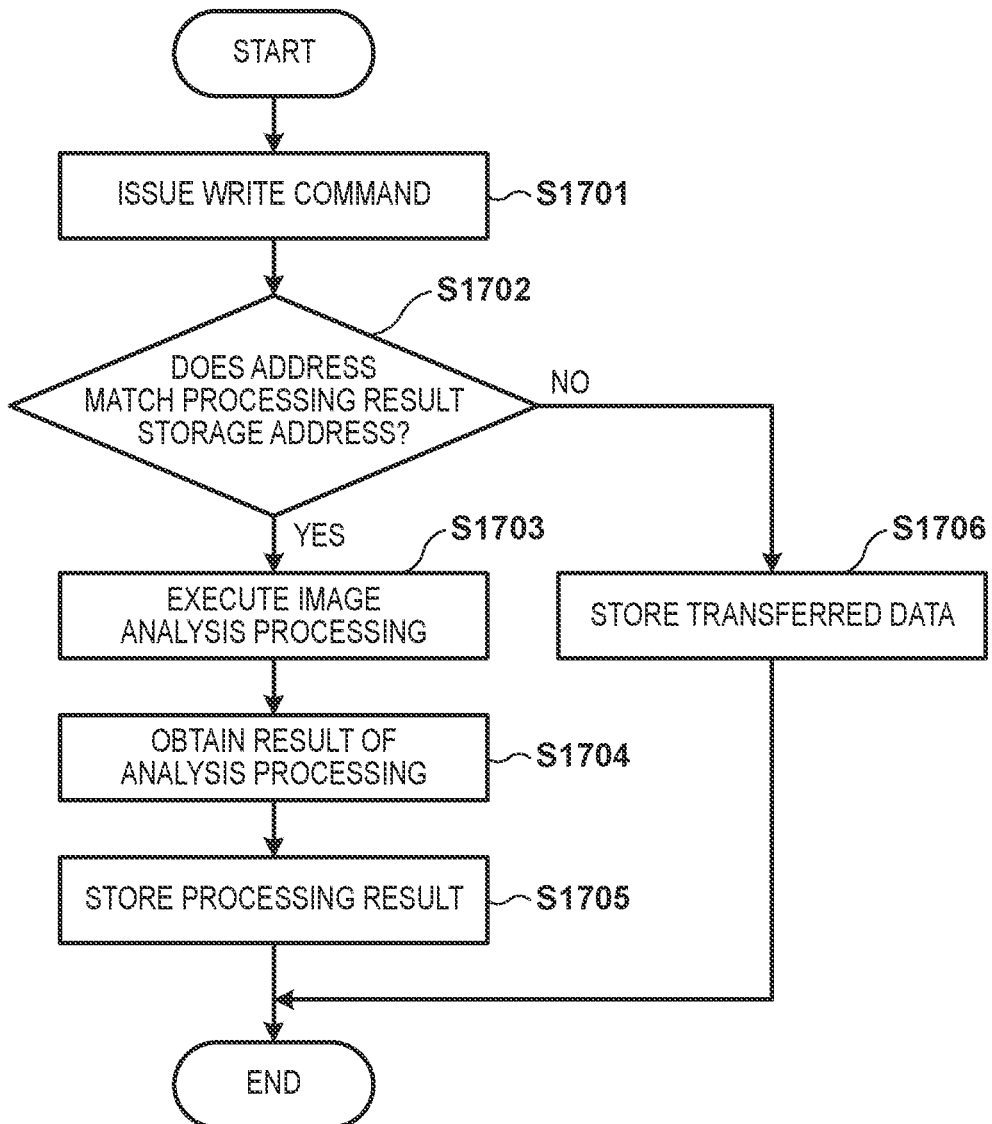 START
ISSUE WRITE COMMAND
S1701
S1702
DOES ADDRESS
MATCH PROCESSING RESULT
STORAGE ADDRESS?
NO
YES
S1703
EXECUTE IMAGE
ANALYSIS PROCESSING
S1706
STORE TRANSFERRED DATA
OBTAIN RESULT OF
ANALYSIS PROCESSING
S1704
STORE PROCESSING RESULT
S1705
END